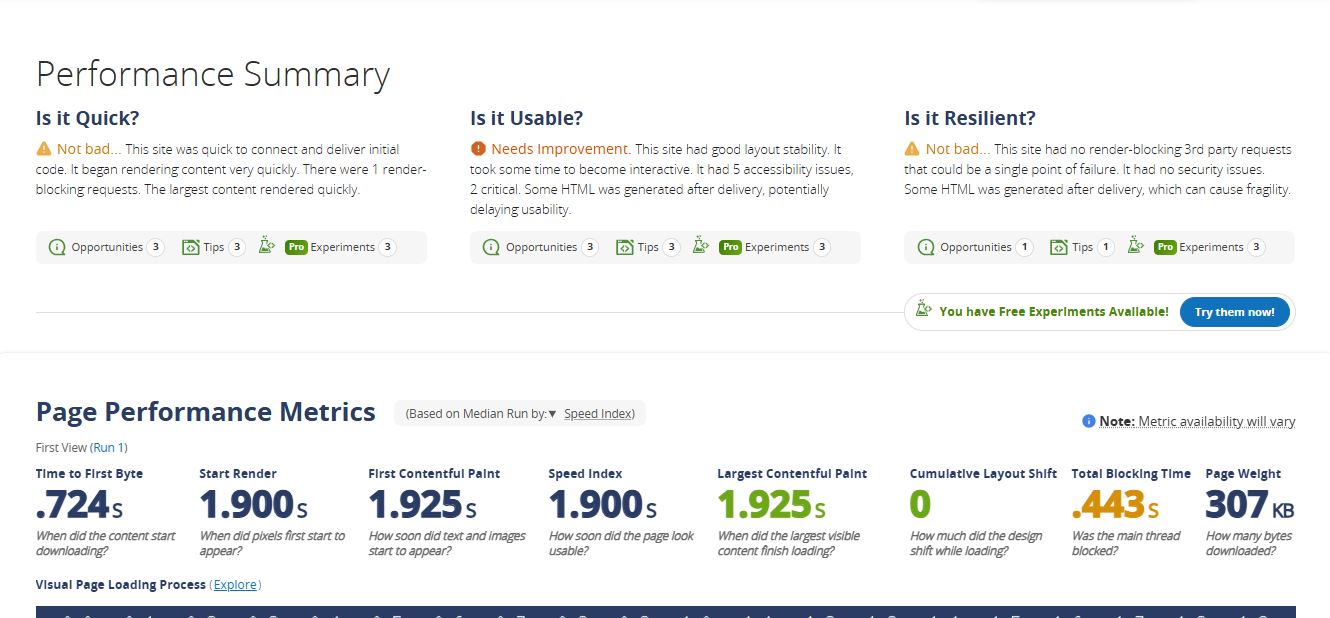 Performance Summary
Is it Quick?
Not bad... This site was quick to connect and deliver initial
code. It began rendering content very quickly. There were 1 render-
blocking requests. The largest content rendered quickly.
Opportunities 3 Tips 3 Pro Experiments 3
Is it Usable?
Needs Improvement. This site had good layout stability. It
took some time to become interactive. It had 5 accessibility issues,
2 critical. Some HTML was generated after delivery, potentially
delaying usability.
Opportunities 3 Tips 3 Pro Experiments 3
Is it Resilient?
Not bad... This site had no render-blocking 3rd party requests
that could be a single point of failure. It had no security issues.
Some HTML was generated after delivery, which can cause fragility.
Opportunities 1 Tips 1 Pro Experiments 3
You have Free Experiments Available! Try them now!
Page Performance Metrics (Based on Median Run by:▼ Speed Index)
Note: Metric availability will vary
First View (Run 1)
Time to First Byte
.724 s
When did the content start
downloading?
Start Render
1.900 s
When did pixels first start to
appear?
First Contentful Paint
1.925 s
How soon did text and images
start to appear?
Speed Index
1.900 s
How soon did the page look
usable?
Largest Contentful Paint
1.925 s
When did the largest visible
content finish loading?
Cumulative Layout Shift
0
How much did the design
shift while loading?
Total Blocking Time
.443 s
Was the main thread
blocked?
Page Weight
307 KB
How many bytes
downloaded?
Visual Page Loading Process (Explore)